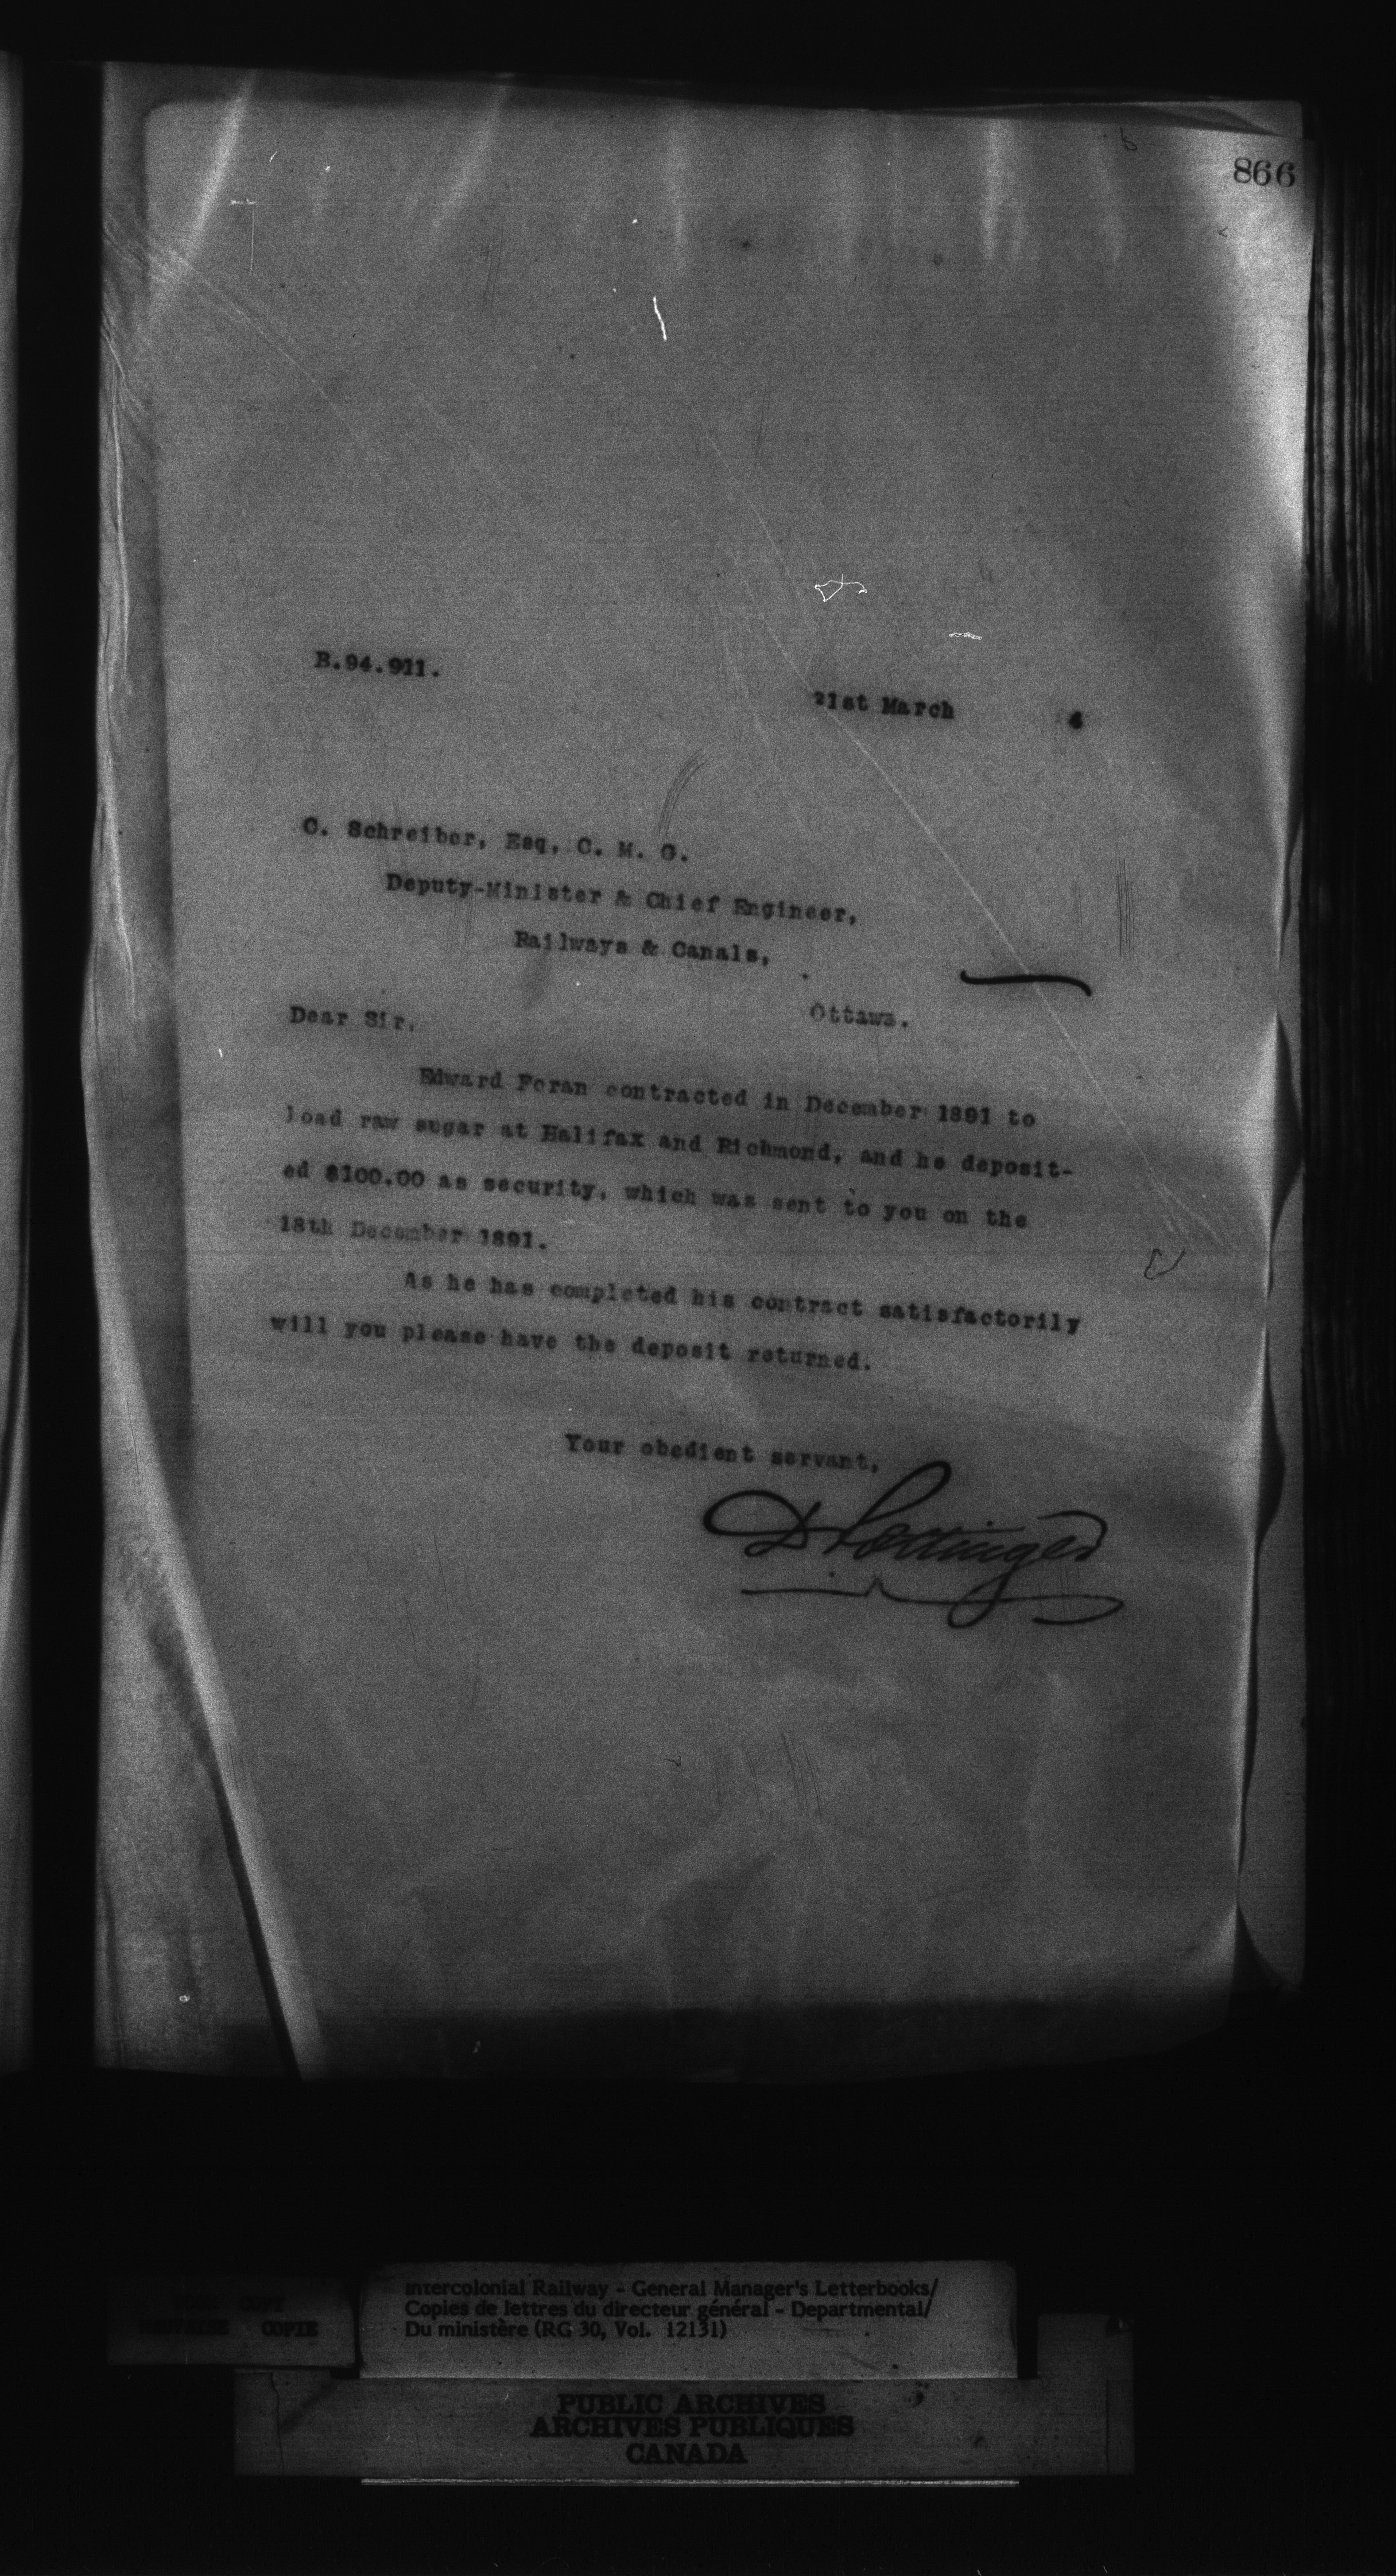 866
B.94.911.
21st March 4
C. Schreiber, Esq, C. M. G.
Deputy-Minister & Chief Engineer,
Railways & Canals,
Ottawa.
Dear Sir,
Edward Foran contracted in December 1891 to
load raw sugar at Halifax and Richmond, and he deposit-
ed $100.00 as security, which was sent to you on the
18th December 1891.
As he has completed his contract satisfactorily
will you please have the deposit returned.
Your obedient servant,
D Pottinger
COPY
MAUVAISE COPIE
Intercolonial Railway - General Manager's Letterbooks/
Copies de lettres du directeur général - Departmental/
Du ministère (RG 30, Vol. 12131)
PUBLIC ARCHIVES
ARCHIVES PUBLIQUES
CANADA